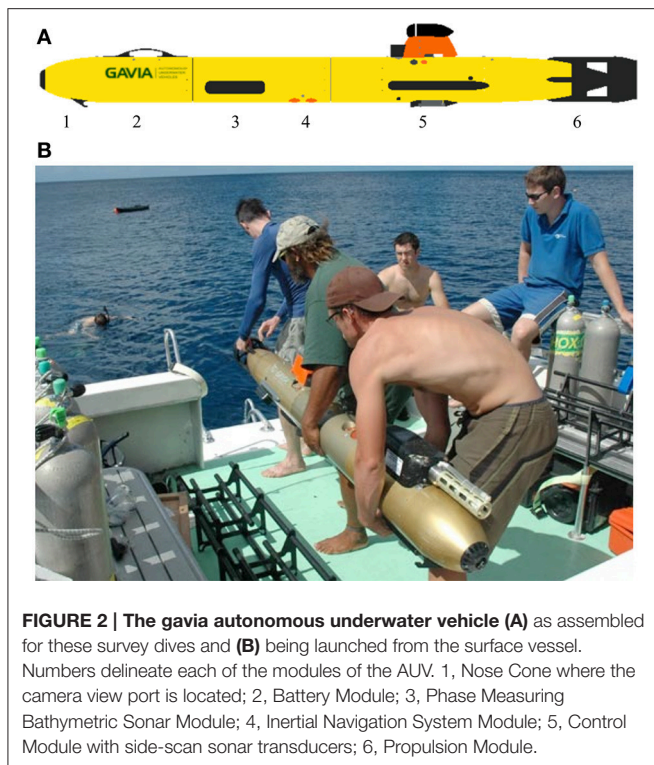 A
GAVIA
1 2 3 4 5 6
B
FIGURE 2 | The gavia autonomous underwater vehicle (A) as assembled
for these survey dives and (B) being launched from the surface vessel.
Numbers delineate each of the modules of the AUV. 1, Nose Cone where the
camera view port is located; 2, Battery Module; 3, Phase Measuring
Bathymetric Sonar Module; 4, Inertial Navigation System Module; 5, Control
Module with side-scan sonar transducers; 6, Propulsion Module.